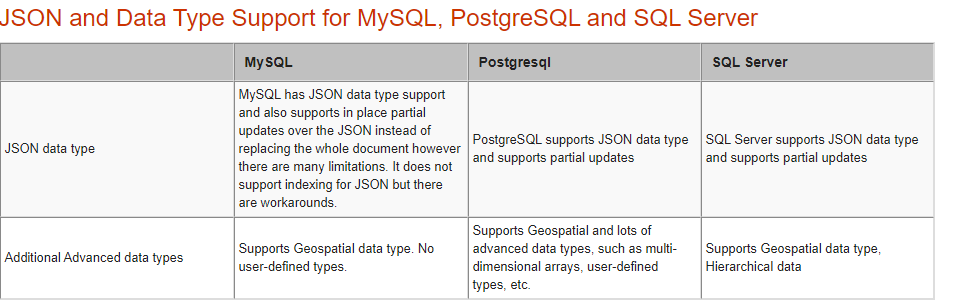 JSON and Data Type Support for MySQL, PostgreSQL and SQL Server
MySQL
Postgresql
SQL Server
JSON data type
MySQL has JSON data type support
and also supports in place partial
updates over the JSON instead of
replacing the whole document however
there are many limitations. It does not
support indexing for JSON but there
are workarounds.
PostgreSQL supports JSON data type
and supports partial updates
SQL Server supports JSON data type
and supports partial updates
Additional Advanced data types
Supports Geospatial data type. No
user-defined types.
Supports Geospatial and lots of
advanced data types, such as multi-
dimensional arrays, user-defined
types, etc.
Supports Geospatial data type,
Hierarchical data